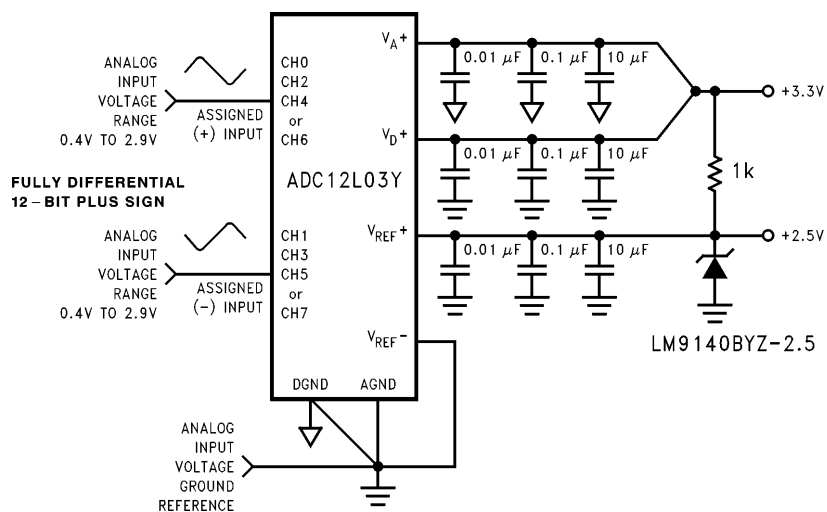 ANALOG
INPUT
VOLTAGE
RANGE
0.4V TO 2.9V
ASSIGNED
(+) INPUT
CH0
CH2
CH4
or
CH6
FULLY DIFFERENTIAL
12-BIT PLUS SIGN
ADC12L03Y
ANALOG
INPUT
VOLTAGE
RANGE
0.4V TO 2.9V
ASSIGNED
(-) INPUT
CH1
CH3
CH5
or
CH7
VA+
0.01 μF
0.1 μF
10 μF
+3.3V
VD+
0.01 μF
0.1 μF
10 μF
1k
VREF+
0.01 μF
0.1 μF
10 μF
+2.5V
LM9140BYZ-2.5
VREF-
DGND
AGND
ANALOG
INPUT
VOLTAGE
GROUND
REFERENCE